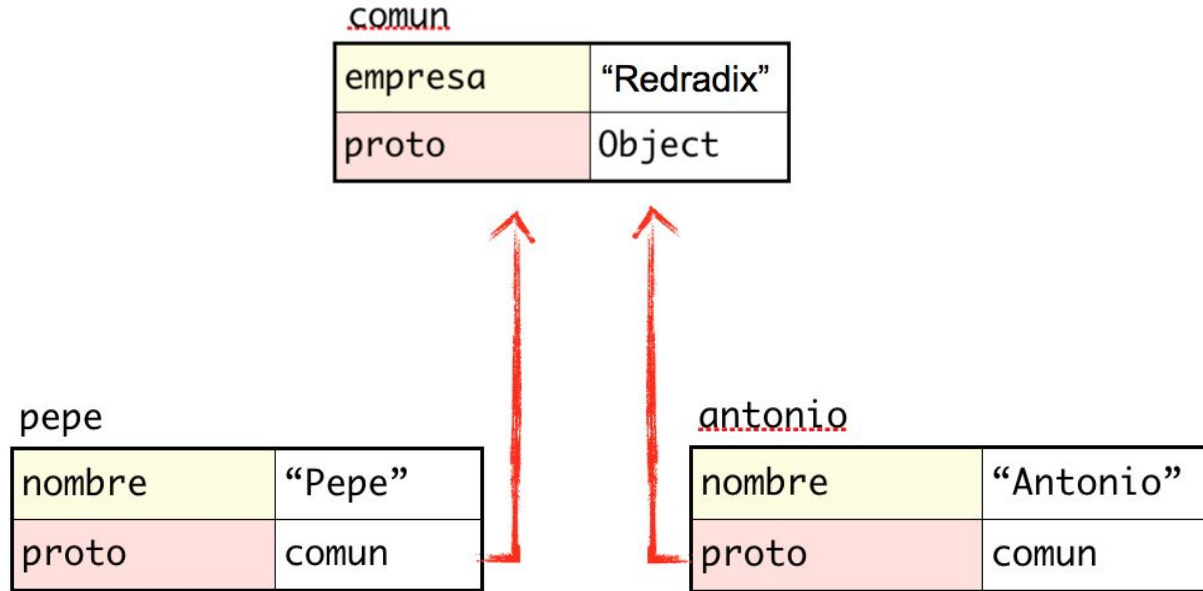 comun
empresa “Redradix”
proto Object
pepe
nombre “Pepe”
proto comun
antonio
nombre “Antonio”
proto comun